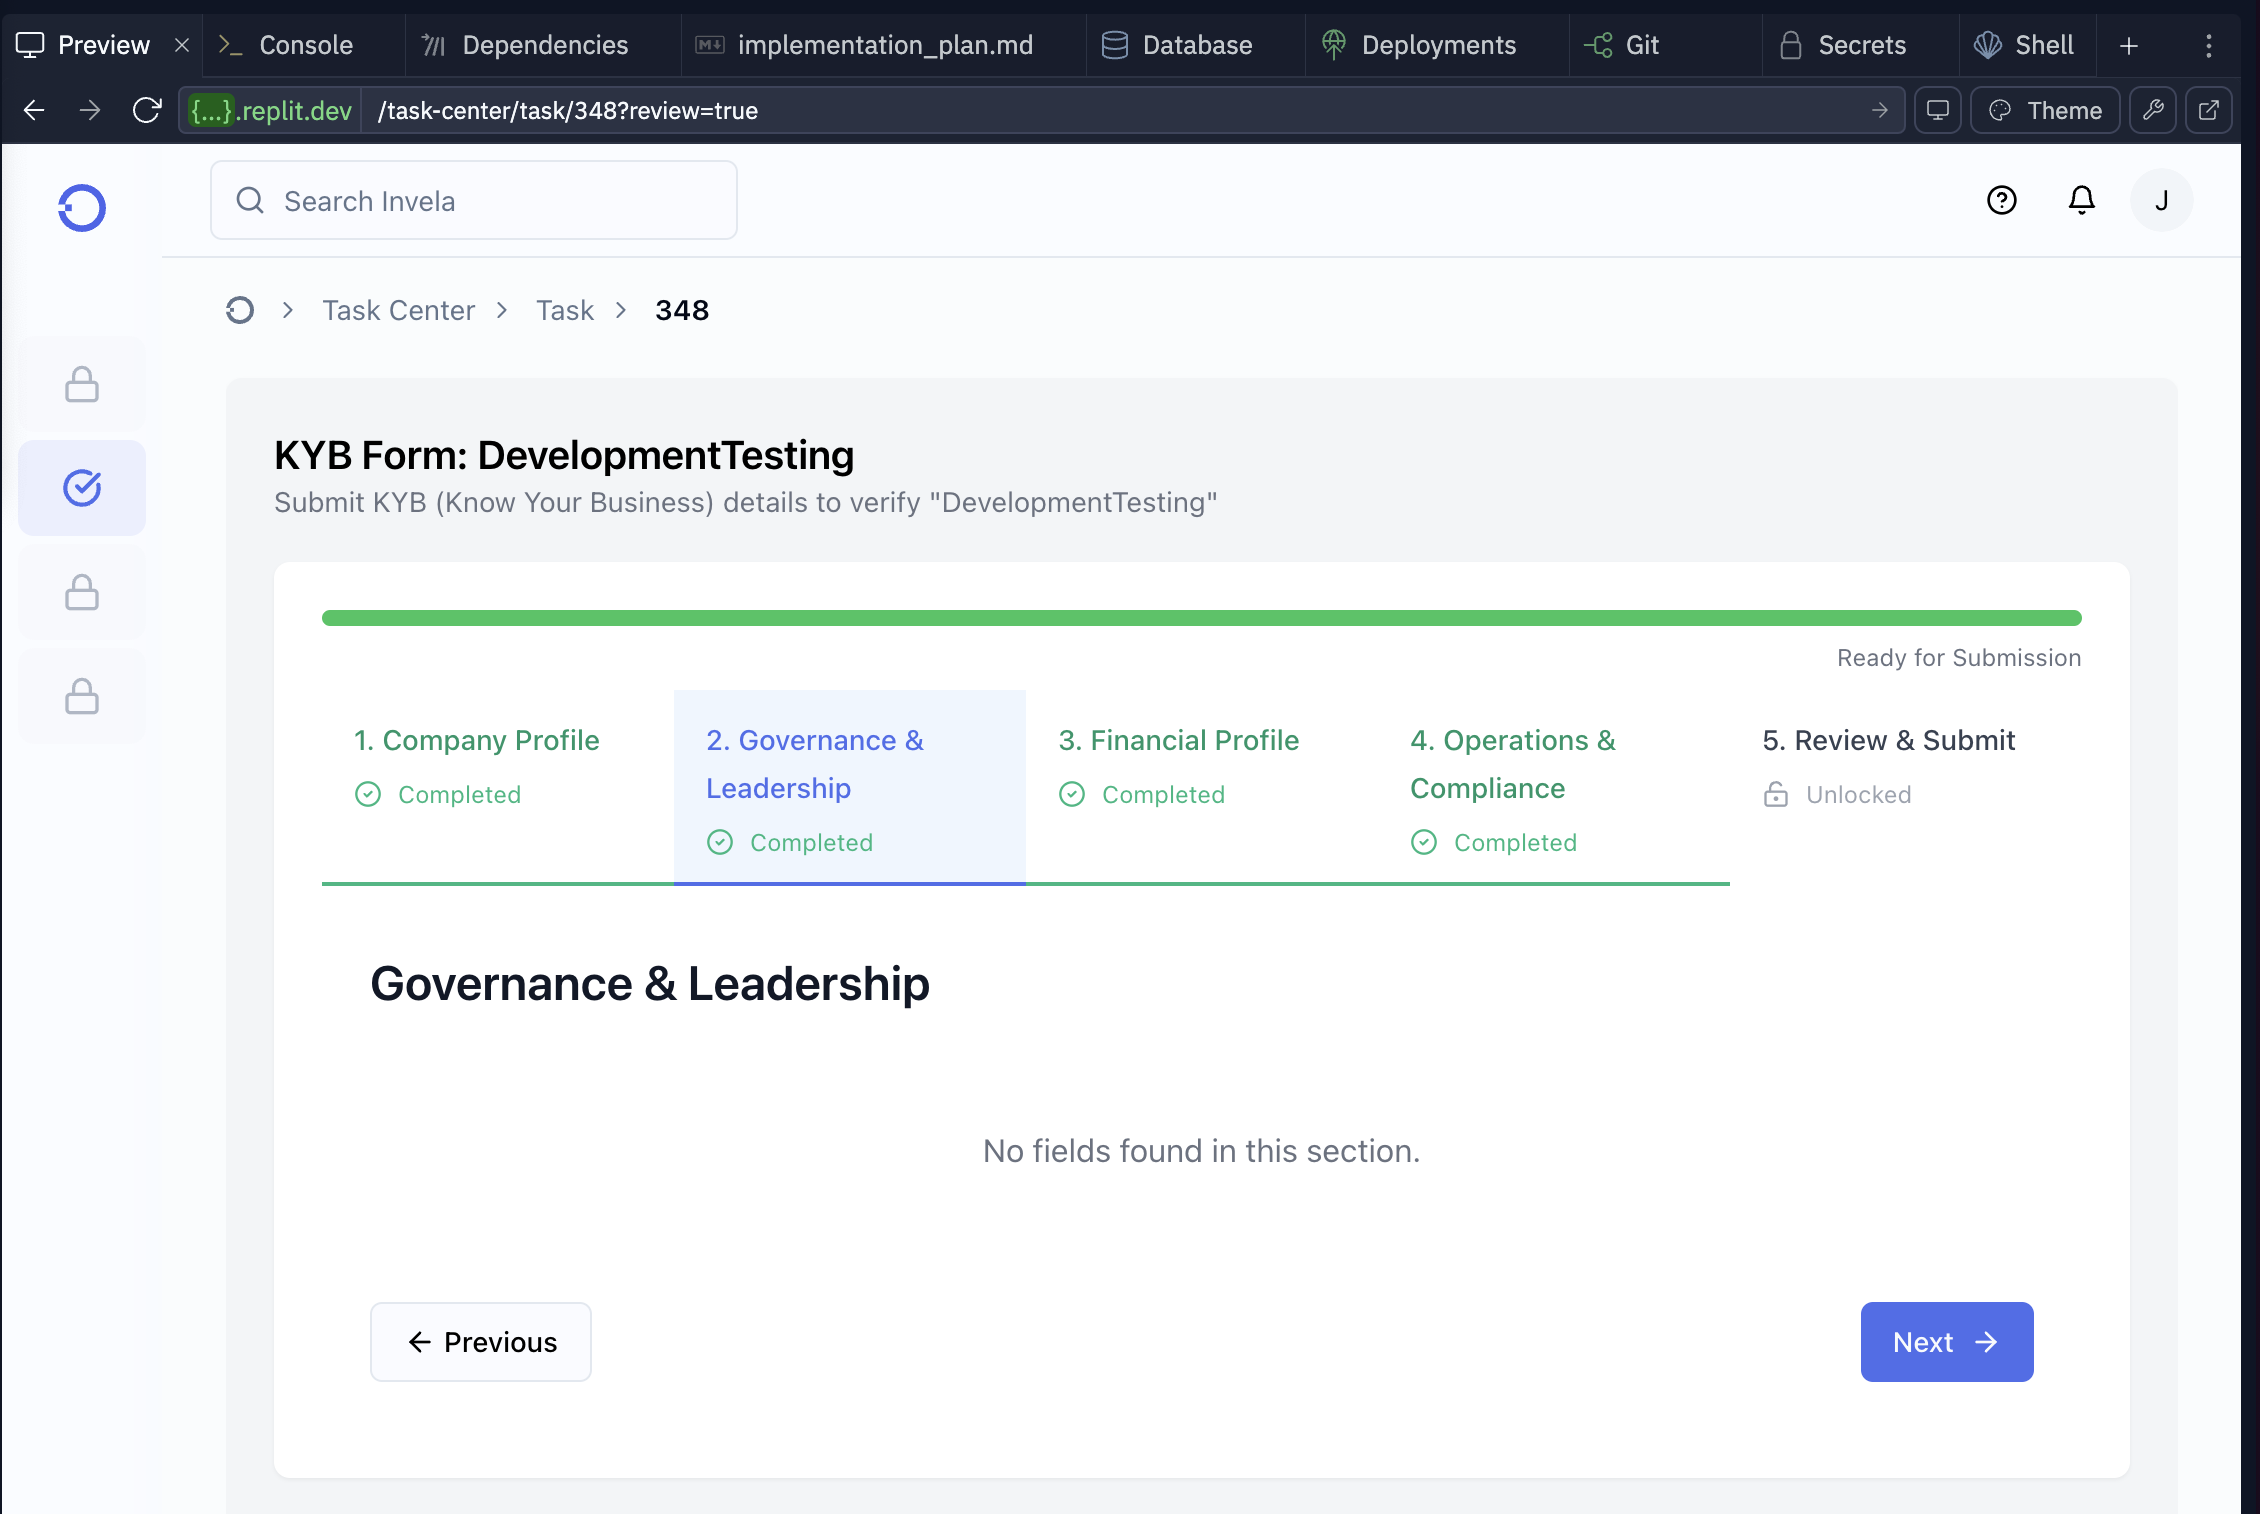 Preview
Console
Dependencies
implementation_plan.md
Database
Deployments
Git
Secrets
Shell
{...}.replit.dev
/task-center/task/348?review=true
Theme
Search Invela
J
Task Center
Task
348
KYB Form: DevelopmentTesting
Submit KYB (Know Your Business) details to verify "DevelopmentTesting"
Ready for Submission
1. Company Profile
Completed
2. Governance &
Leadership
Completed
3. Financial Profile
Completed
4. Operations &
Compliance
Completed
5. Review & Submit
Unlocked
Governance & Leadership
No fields found in this section.
Previous
Next